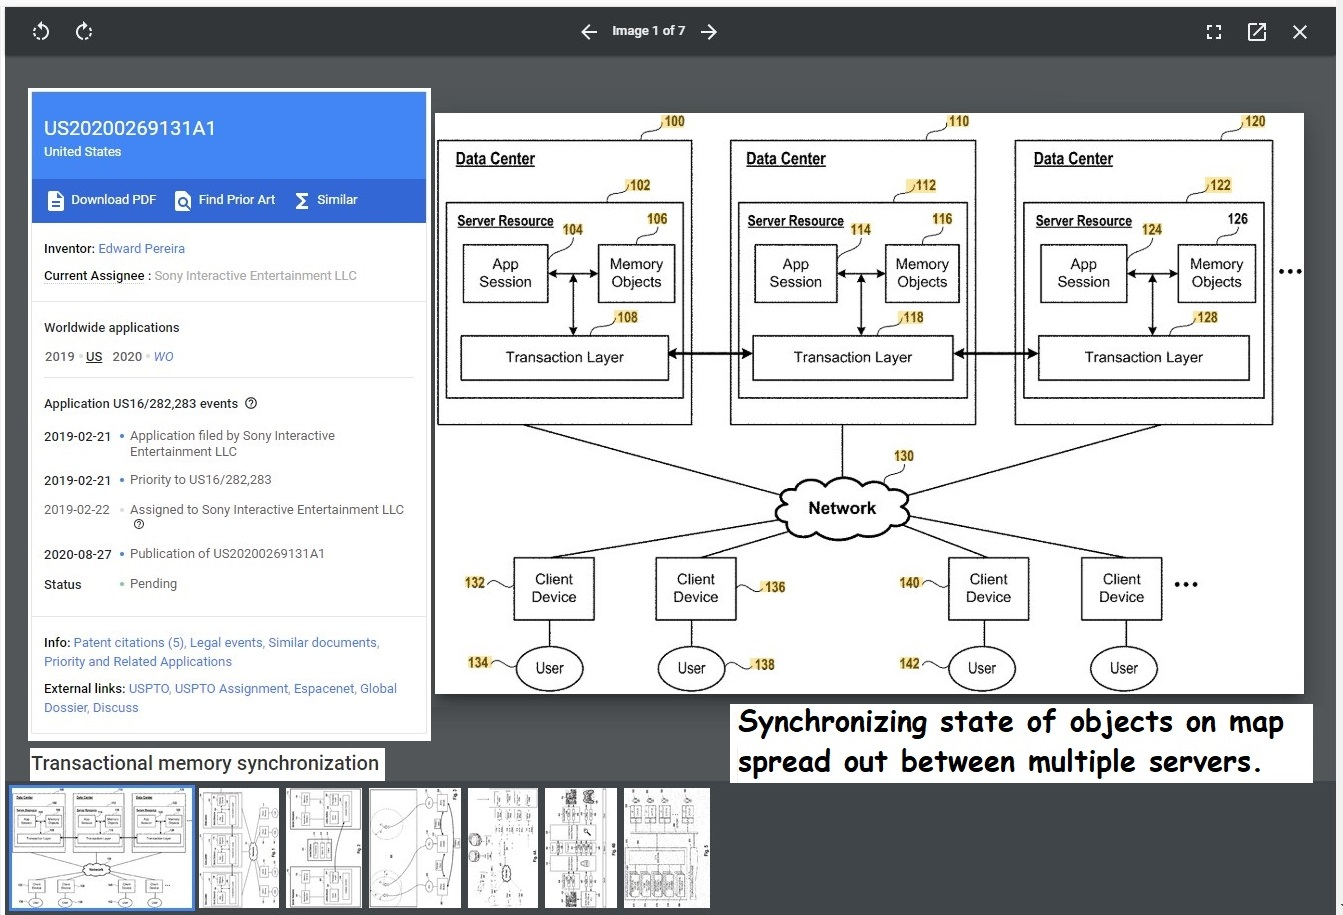 Image 1 of 7
US20200269131A1
United States
Download PDF Find Prior Art Similar
Inventor: Edward Pereira
Current Assignee : Sony Interactive Entertainment LLC
Worldwide applications
2019 US 2020 WO
Application US16/282,283 events
2019-02-21 Application filed by Sony Interactive
Entertainment LLC
2019-02-21 Priority to US16/282,283
2019-02-22 Assigned to Sony Interactive Entertainment LLC
2020-08-27 Publication of US20200269131A1
Status Pending
Info: Patent citations (5), Legal events, Similar documents,
Priority and Related Applications
External links: USPTO, USPTO Assignment, Espacenet, Global
Dossier, Discuss
Transactional memory synchronization
100
Data Center
102
Server Resource
104
106
App
Session
Memory
Objects
108
Transaction Layer
110
Data Center
112
Server Resource
114
116
App
Session
Memory
Objects
118
Transaction Layer
120
Data Center
122
Server Resource
124
126
App
Session
Memory
Objects
128
Transaction Layer
...
130
Network
132
Client
Device
134
User
Client
Device
136
User
138
140
Client
Device
142
User
Client
Device
...
User
Synchronizing state of objects on map
spread out between multiple servers.